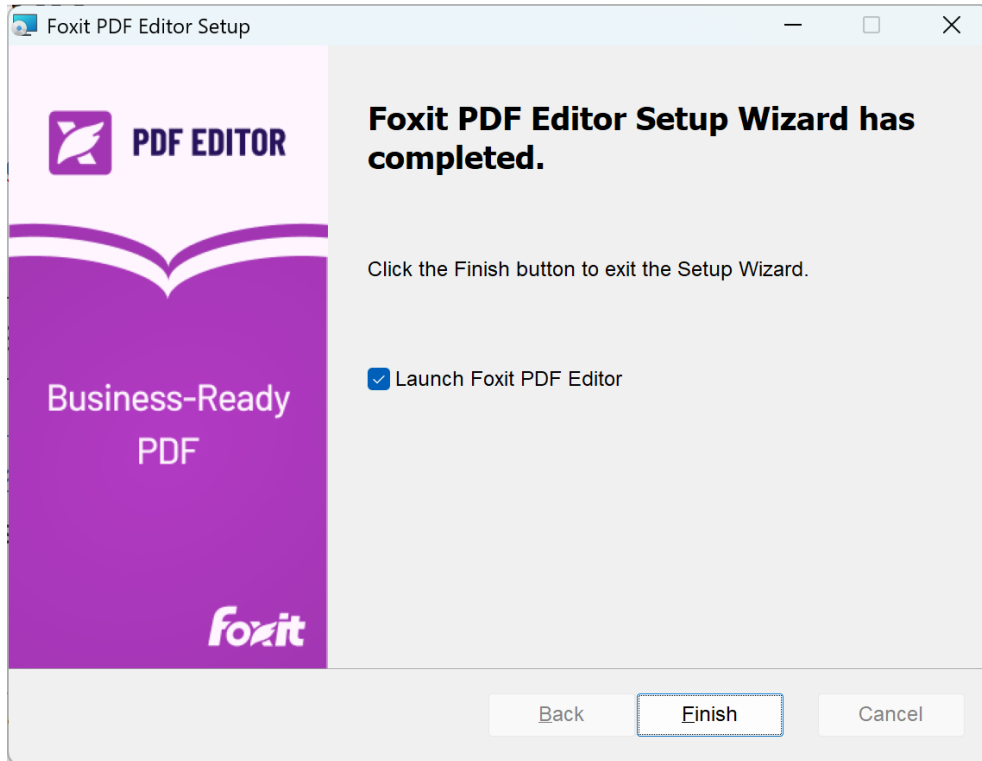 Foxit PDF Editor Setup
PDF EDITOR
Business-Ready
PDF
foxit
Foxit PDF Editor Setup Wizard has
completed.
Click the Finish button to exit the Setup Wizard.
Launch Foxit PDF Editor
Back
Finish
Cancel